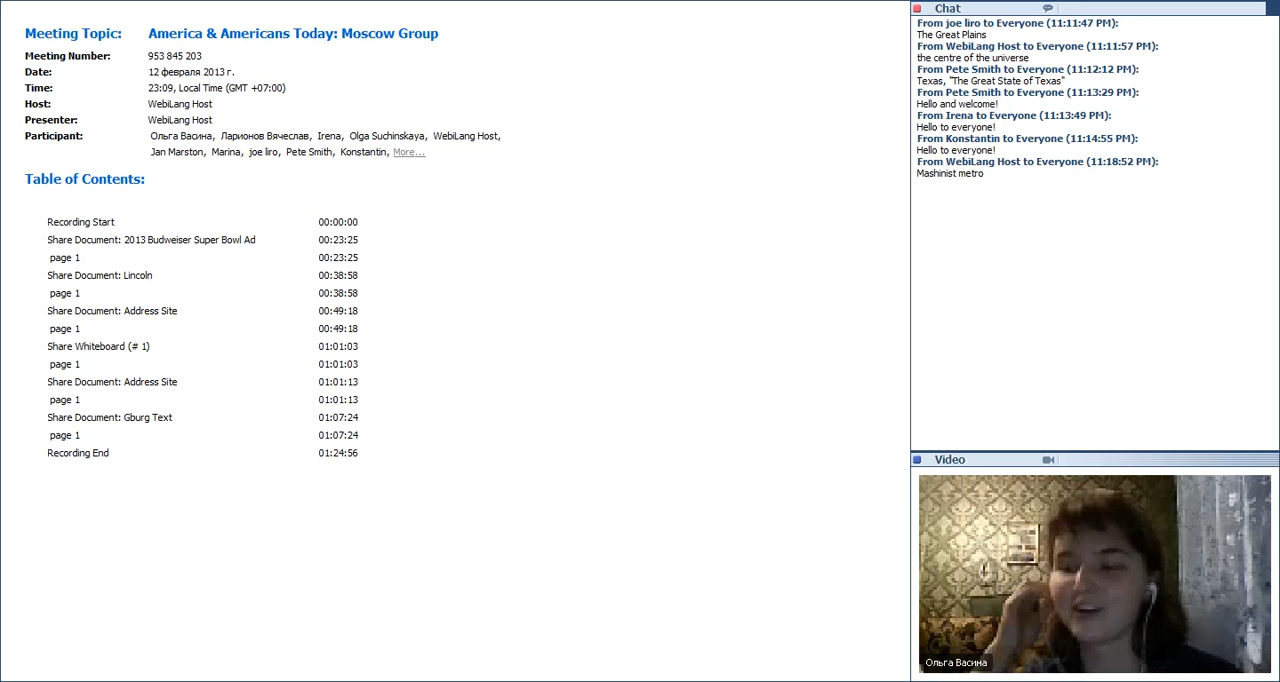 Meeting Topic: America & Americans Today: Moscow Group
Meeting Number: 953 845 203
Date: 12 февраля 2013 г.
Time: 23:09, Local Time (GMT +07:00)
Host: WebiLang Host
Presenter: WebiLang Host
Participant: Ольга Васина, Ларионов Вячеслав, Irena, Olga Suchinskaya, WebiLang Host,
Jan Marston, Marina, joe liro, Pete Smith, Konstantin, More...
Table of Contents:
Recording Start 00:00:00
Share Document: 2013 Budweiser Super Bowl Ad 00:23:25
page 1 00:23:25
Share Document: Lincoln 00:38:58
page 1 00:38:58
Share Document: Address Site 00:49:18
page 1 00:49:18
Share Whiteboard (# 1) 01:01:03
page 1 01:01:03
Share Document: Address Site 01:01:13
page 1 01:01:13
Share Document: Gburg Text 01:07:24
page 1 01:07:24
Recording End 01:24:56
Chat
From joe liro to Everyone (11:11:47 PM):
The Great Plains
From WebiLang Host to Everyone (11:11:57 PM):
the centre of the universe
From Pete Smith to Everyone (11:12:12 PM):
Texas, "The Great State of Texas"
From Pete Smith to Everyone (11:13:29 PM):
Hello and welcome!
From Irena to Everyone (11:13:49 PM):
Hello to everyone!
From Konstantin to Everyone (11:14:55 PM):
Hello to everyone!
From WebiLang Host to Everyone (11:18:52 PM):
Mashinist metro
Video
Ольга Васина